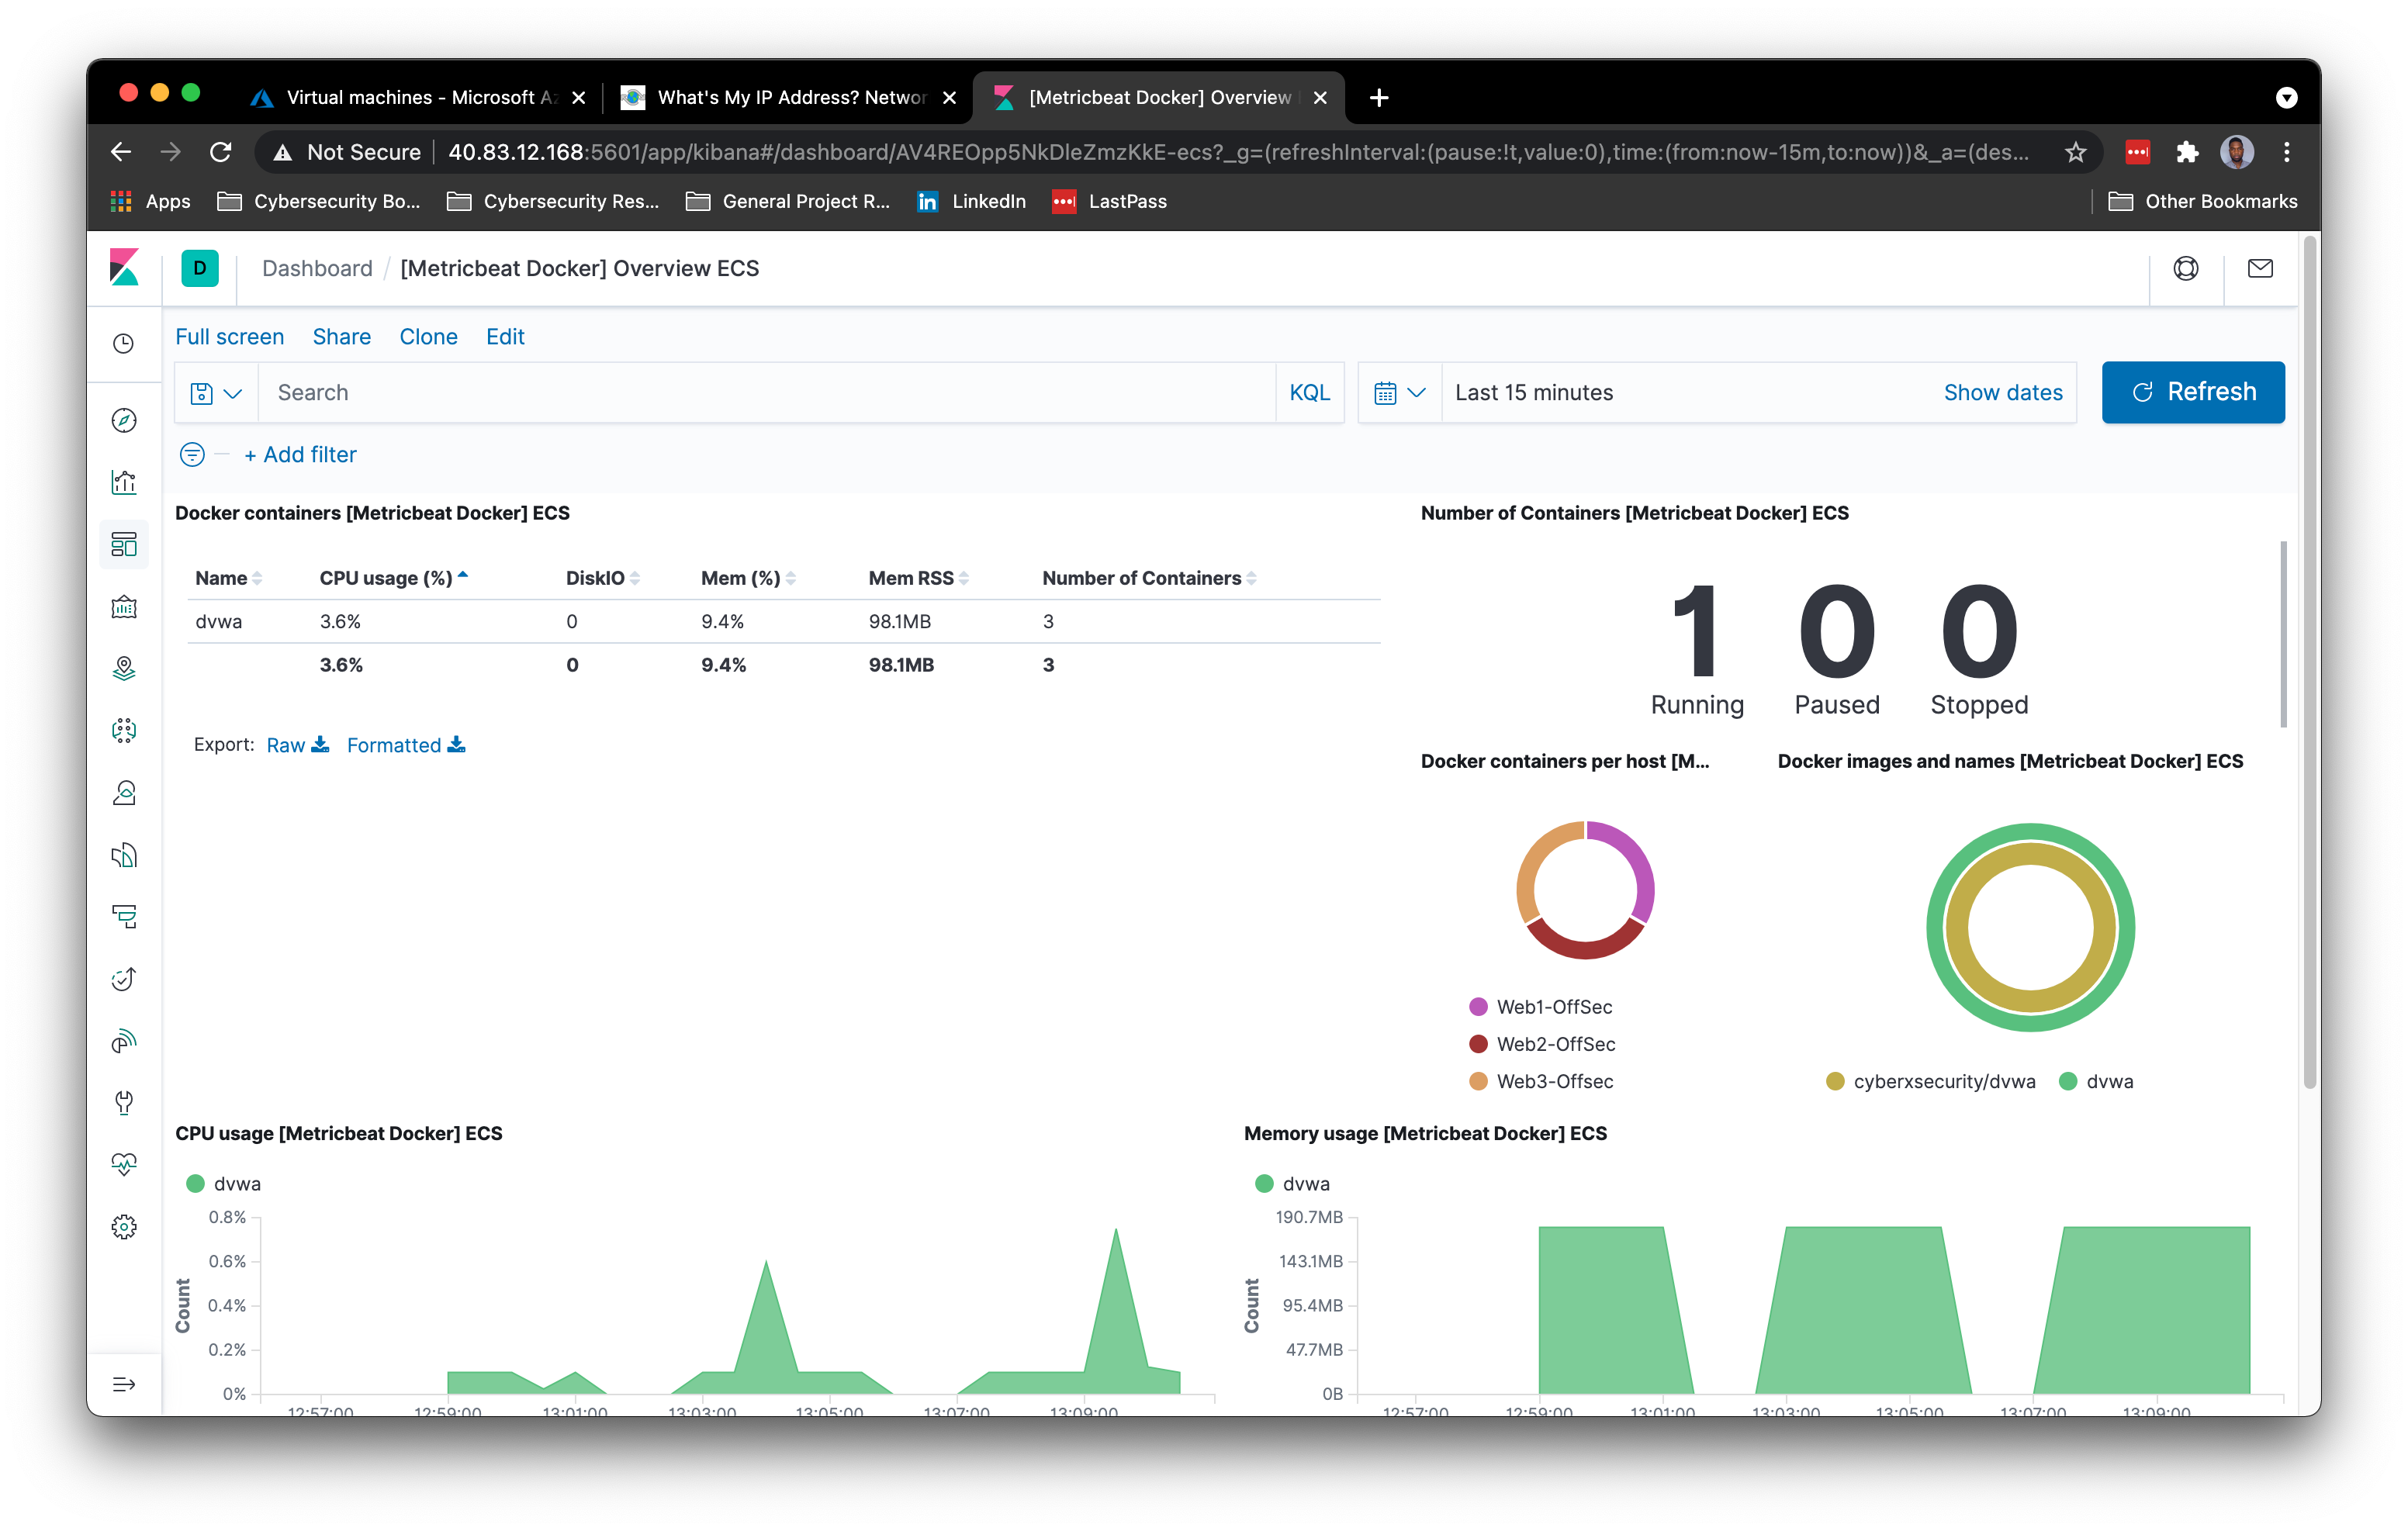 Virtual machines - Microsoft Az
What's My IP Address? Networ
[Metricbeat Docker] Overview
Not Secure
40.83.12.168:5601/app/kibana#/dashboard/AV4REOpp5NkDleZmzKkE-ecs?_g=(refreshInterval:(pause:!t,value:0),time:(from:now-15m,to:now))&_a=(des...
Apps
Cybersecurity Bo...
Cybersecurity Res...
General Project R...
LinkedIn
LastPass
Other Bookmarks
D
Dashboard / [Metricbeat Docker] Overview ECS
Full screen Share Clone Edit
Search
KQL
Last 15 minutes
Show dates
Refresh
+ Add filter
Docker containers [Metricbeat Docker] ECS
Name CPU usage (%) DiskIO Mem (%) Mem RSS Number of Containers
dvwa 3.6% 0 9.4% 98.1MB 3
3.6% 0 9.4% 98.1MB 3
Export: Raw Formatted
Number of Containers [Metricbeat Docker] ECS
1 0 0
Running Paused Stopped
Docker containers per host [M...
Web1-OffSec
Web2-OffSec
Web3-Offsec
Docker images and names [Metricbeat Docker] ECS
cyberxsecurity/dvwa dvwa
CPU usage [Metricbeat Docker] ECS
dvwa
Count
0.8%
0.6%
0.4%
0.2%
0%
12:57:00 12:59:00 13:01:00 13:03:00 13:05:00 13:07:00 13:09:00
Memory usage [Metricbeat Docker] ECS
dvwa
Count
190.7MB
143.1MB
95.4MB
47.7MB
0B
12:57:00 12:59:00 13:01:00 13:03:00 13:05:00 13:07:00 13:09:00